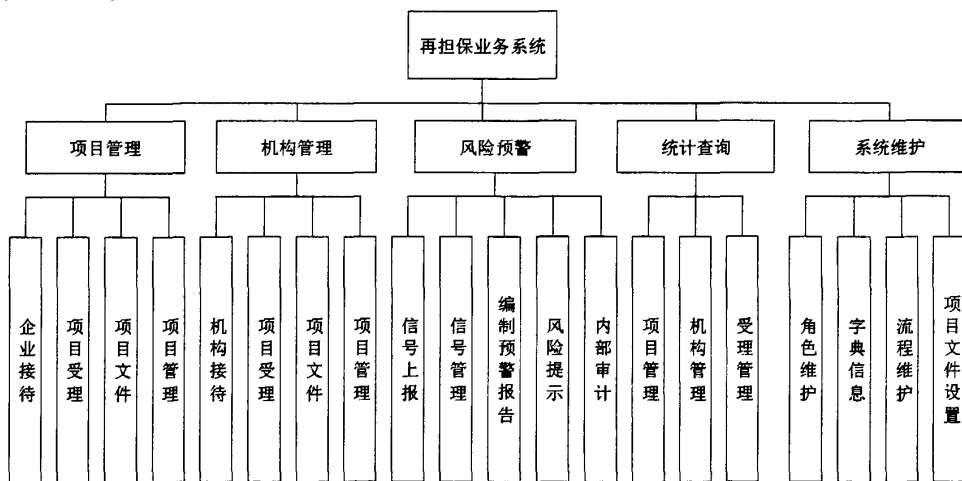 再担保业务系统
项目管理
机构管理
风险预警
统计查询
系统维护
企业接待
项目受理
项目文件
项目管理
机构接待
项目受理
项目文件
项目管理
信号上报
信号管理
编制预警报告
风险提示
内部审计
项目管理
机构管理
受理管理
角色维护
字典信息
流程维护
项目文件设置